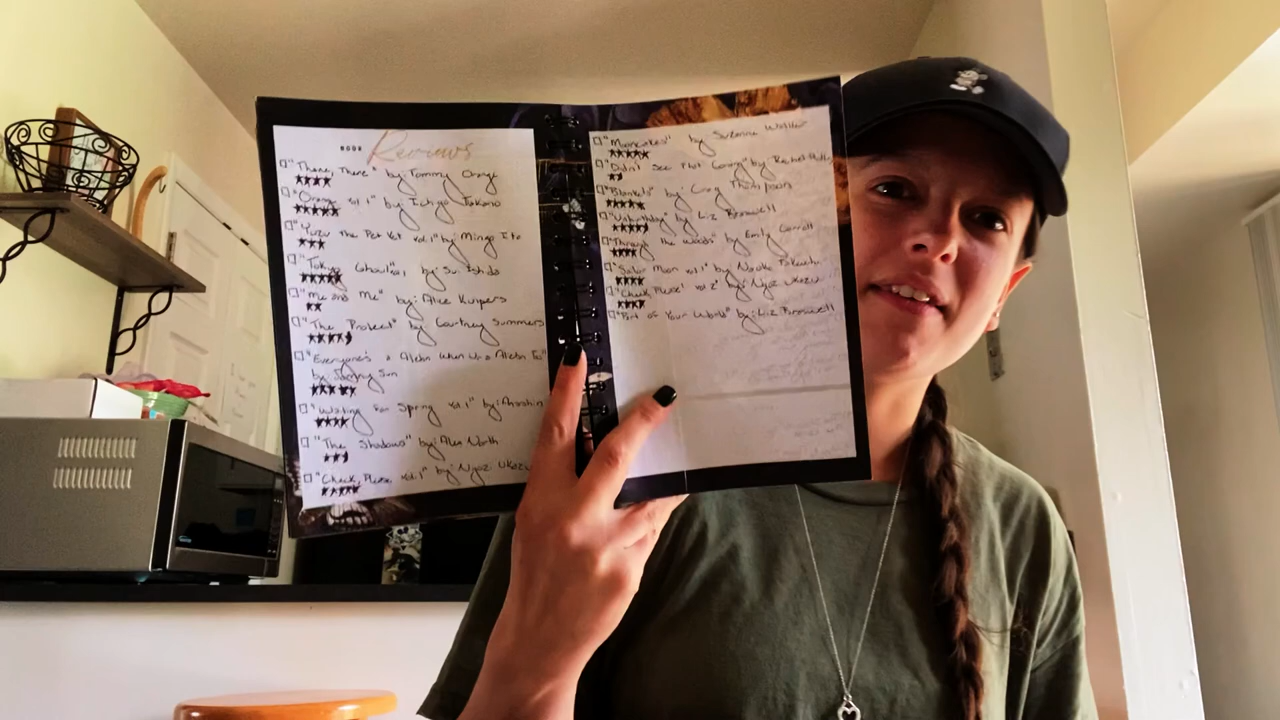 BOOK Reviews
"There, There" by: Tommy Orange
"Orange vol. 1" by: Ichigo Takano
"Yuzu the Pet Vet vol. 1" by: Mingo Ito
"Tokyo Ghoul" vol. 1 by: Sui Ishida
"Me and Me" by: Alice Kuipers
"The Project" by: Courtney Summers
"Everyone's a Aliebn When Ur a Aliebn Too"
by: Jomny Sun
"Waiting for Spring vol. 1" by: Anashin
"The Shadows" by: Alex North
"Check, Please vol. 1" by: Ngozi Ukazu
"Mooncakes" by: Suzanne Walker
"Didn't See That Coming" by: Rachel
"Blankets" by: Craig Thompson
"Unbirthday" by: Liz Braswell
"Through the Woods" by: Emily Carroll
"Sailor Moon vol. 1" by: Naoko Takeuchi
"Check, Please! vol. 2" by: Ngozi Ukazu
"Part of Your World" by: Liz Braswell